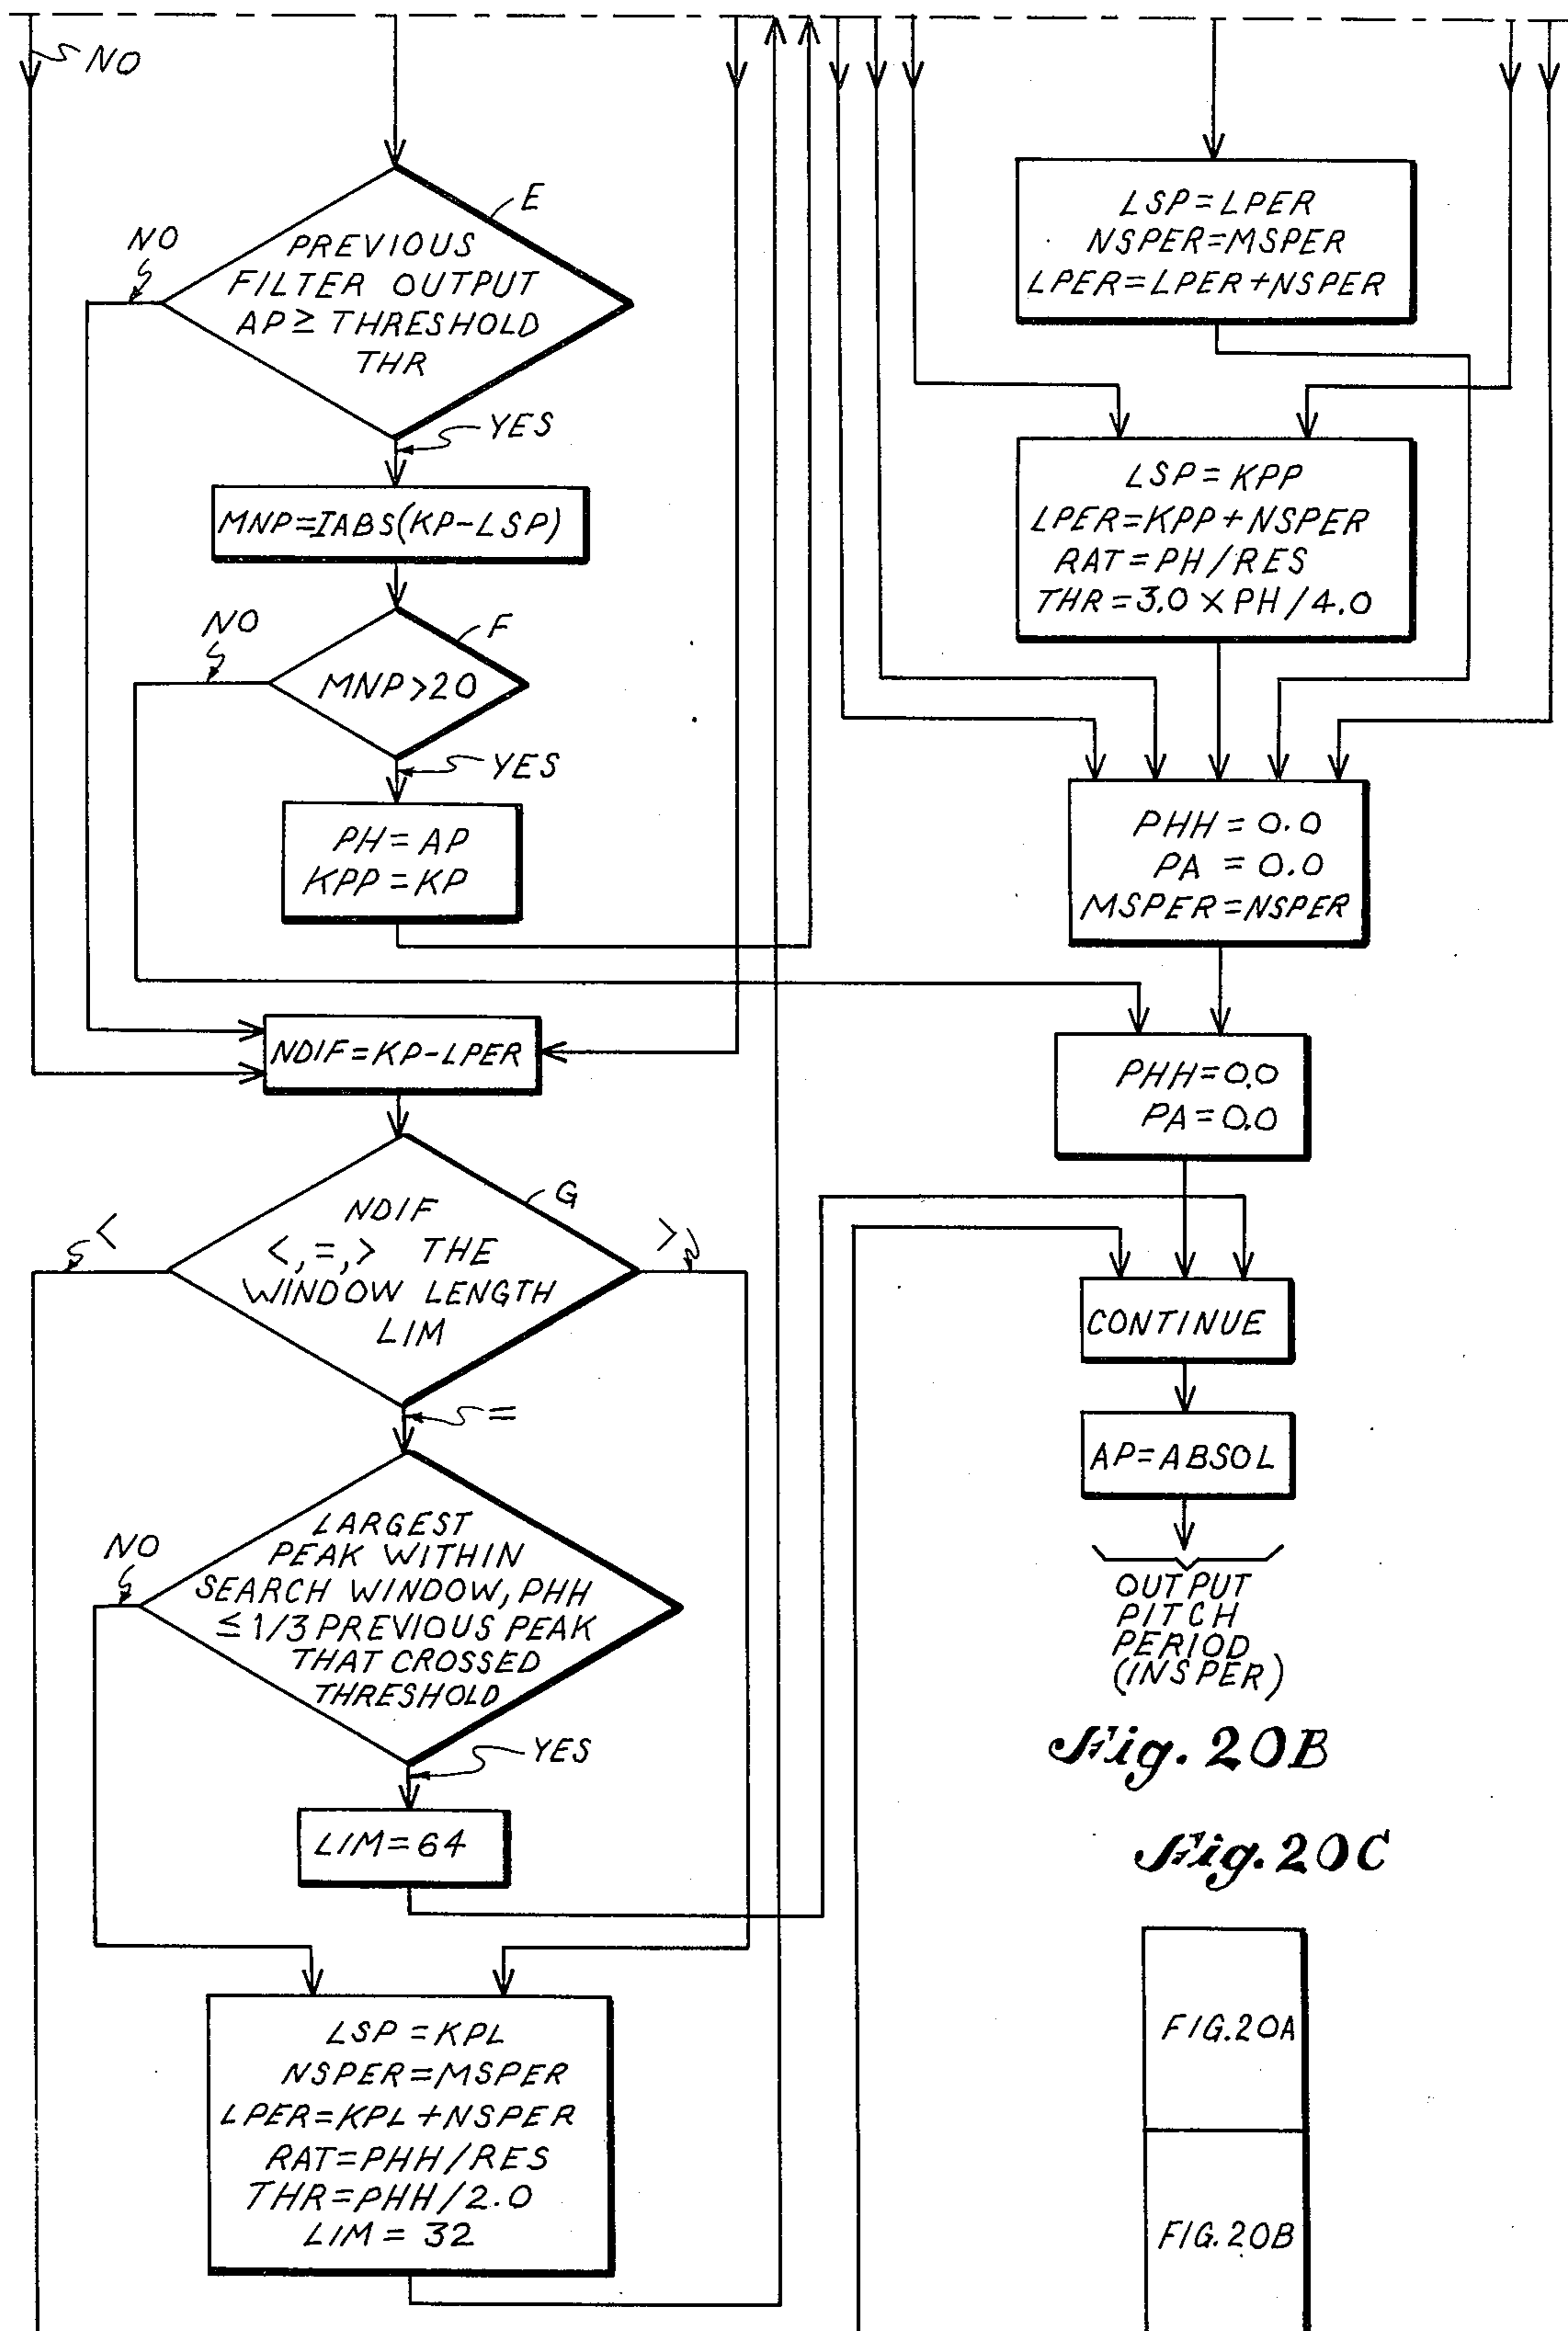 NO
E
NO
PREVIOUS
FILTER OUTPUT
AP ≥ THRESHOLD
THR
YES
MNP=IABS(KP-LSP)
NO
F
MNP>20
YES
PH=AP
KPP=KP
NDIF=KP-LPER
G
<
>
NDIF
<,=,> THE
WINDOW LENGTH
LIM
=
NO
LARGEST
PEAK WITHIN
SEARCH WINDOW, PHH
≤ 1/3 PREVIOUS PEAK
THAT CROSSED
THRESHOLD
YES
LIM=64
LSP=KPL
NSPER=MSPER
LPER=KPL+NSPER
RAT=PHH/RES
THR=PHH/2.0
LIM = 32
LSP=LPER
NSPER=MSPER
LPER=LPER+NSPER
LSP=KPP
LPER=KPP+NSPER
RAT=PH/RES
THR=3.0 X PH/4.0
PHH=0.0
PA = 0.0
MSPER=NSPER
PHH=0.0
PA=0.0
CONTINUE
AP=ABSOL
OUTPUT
PITCH
PERIOD
(INSPER)
Fig. 20B
Fig. 20C
FIG.20A
FIG.20B